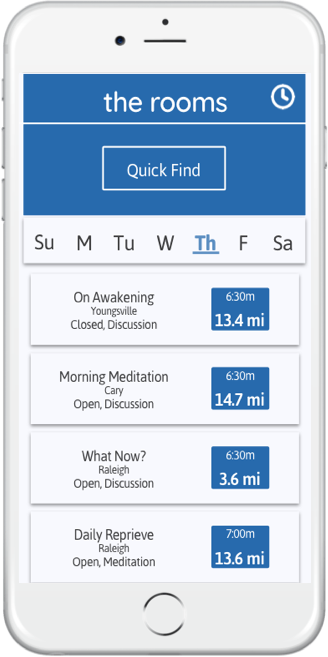 the rooms
Quick Find
Su M Tu W Th F Sa
On Awakening
Youngsville
Closed, Discussion
6:30m
13.4 mi
Morning Meditation
Cary
Open, Discussion
6:30m
14.7 mi
What Now?
Raleigh
Open, Discussion
6:30m
3.6 mi
Daily Reprieve
Raleigh
Open, Meditation
7:00m
13.6 mi